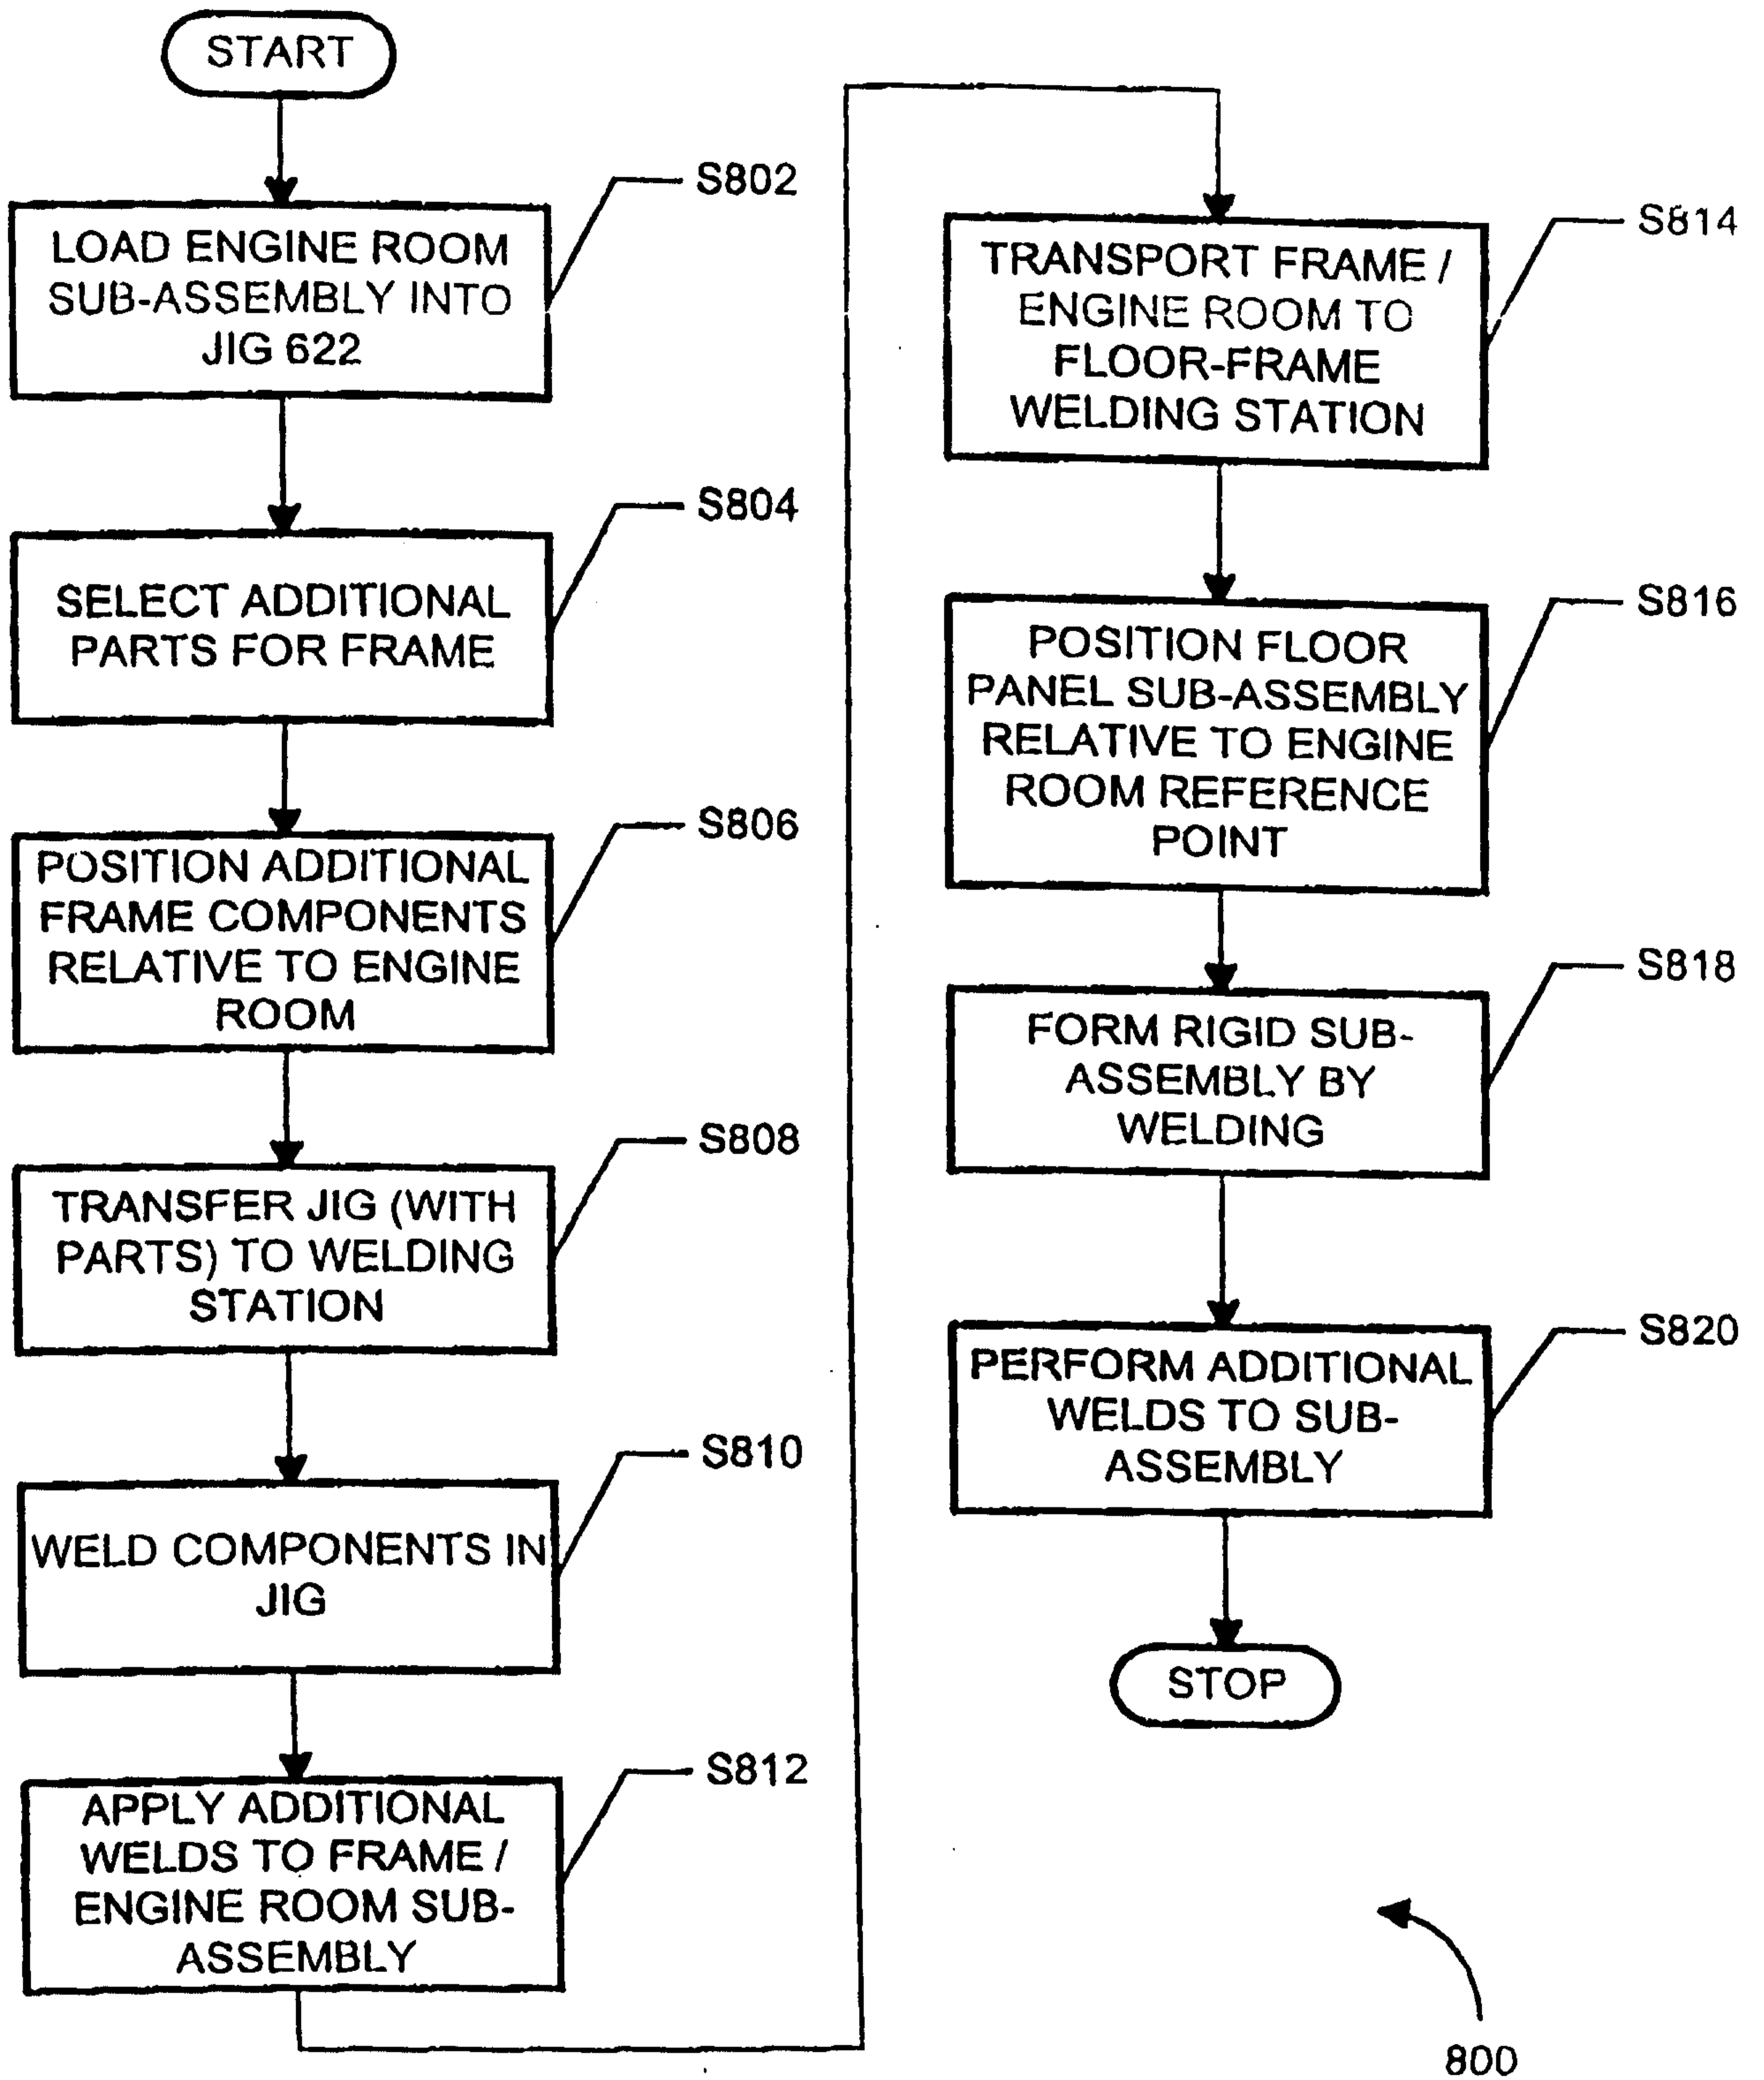 START
S802
LOAD ENGINE ROOM
SUB-ASSEMBLY INTO
JIG 622
S804
SELECT ADDITIONAL
PARTS FOR FRAME
S806
POSITION ADDITIONAL
FRAME COMPONENTS
RELATIVE TO ENGINE
ROOM
S808
TRANSFER JIG (WITH
PARTS) TO WELDING
STATION
S810
WELD COMPONENTS IN
JIG
S812
APPLY ADDITIONAL
WELDS TO FRAME /
ENGINE ROOM SUB-
ASSEMBLY
S814
TRANSPORT FRAME /
ENGINE ROOM TO
FLOOR-FRAME
WELDING STATION
S816
POSITION FLOOR
PANEL SUB-ASSEMBLY
RELATIVE TO ENGINE
ROOM REFERENCE
POINT
S818
FORM RIGID SUB-
ASSEMBLY BY
WELDING
S820
PERFORM ADDITIONAL
WELDS TO SUB-
ASSEMBLY
STOP
800